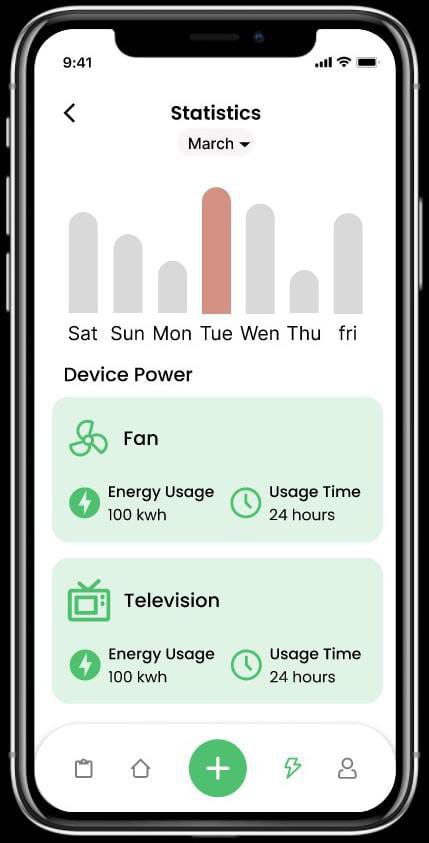 9:41
Statistics
March
Sat Sun Mon Tue Wen Thu fri
Device Power
Fan
Energy Usage Usage Time
100 kwh 24 hours
Television
Energy Usage Usage Time
100 kwh 24 hours